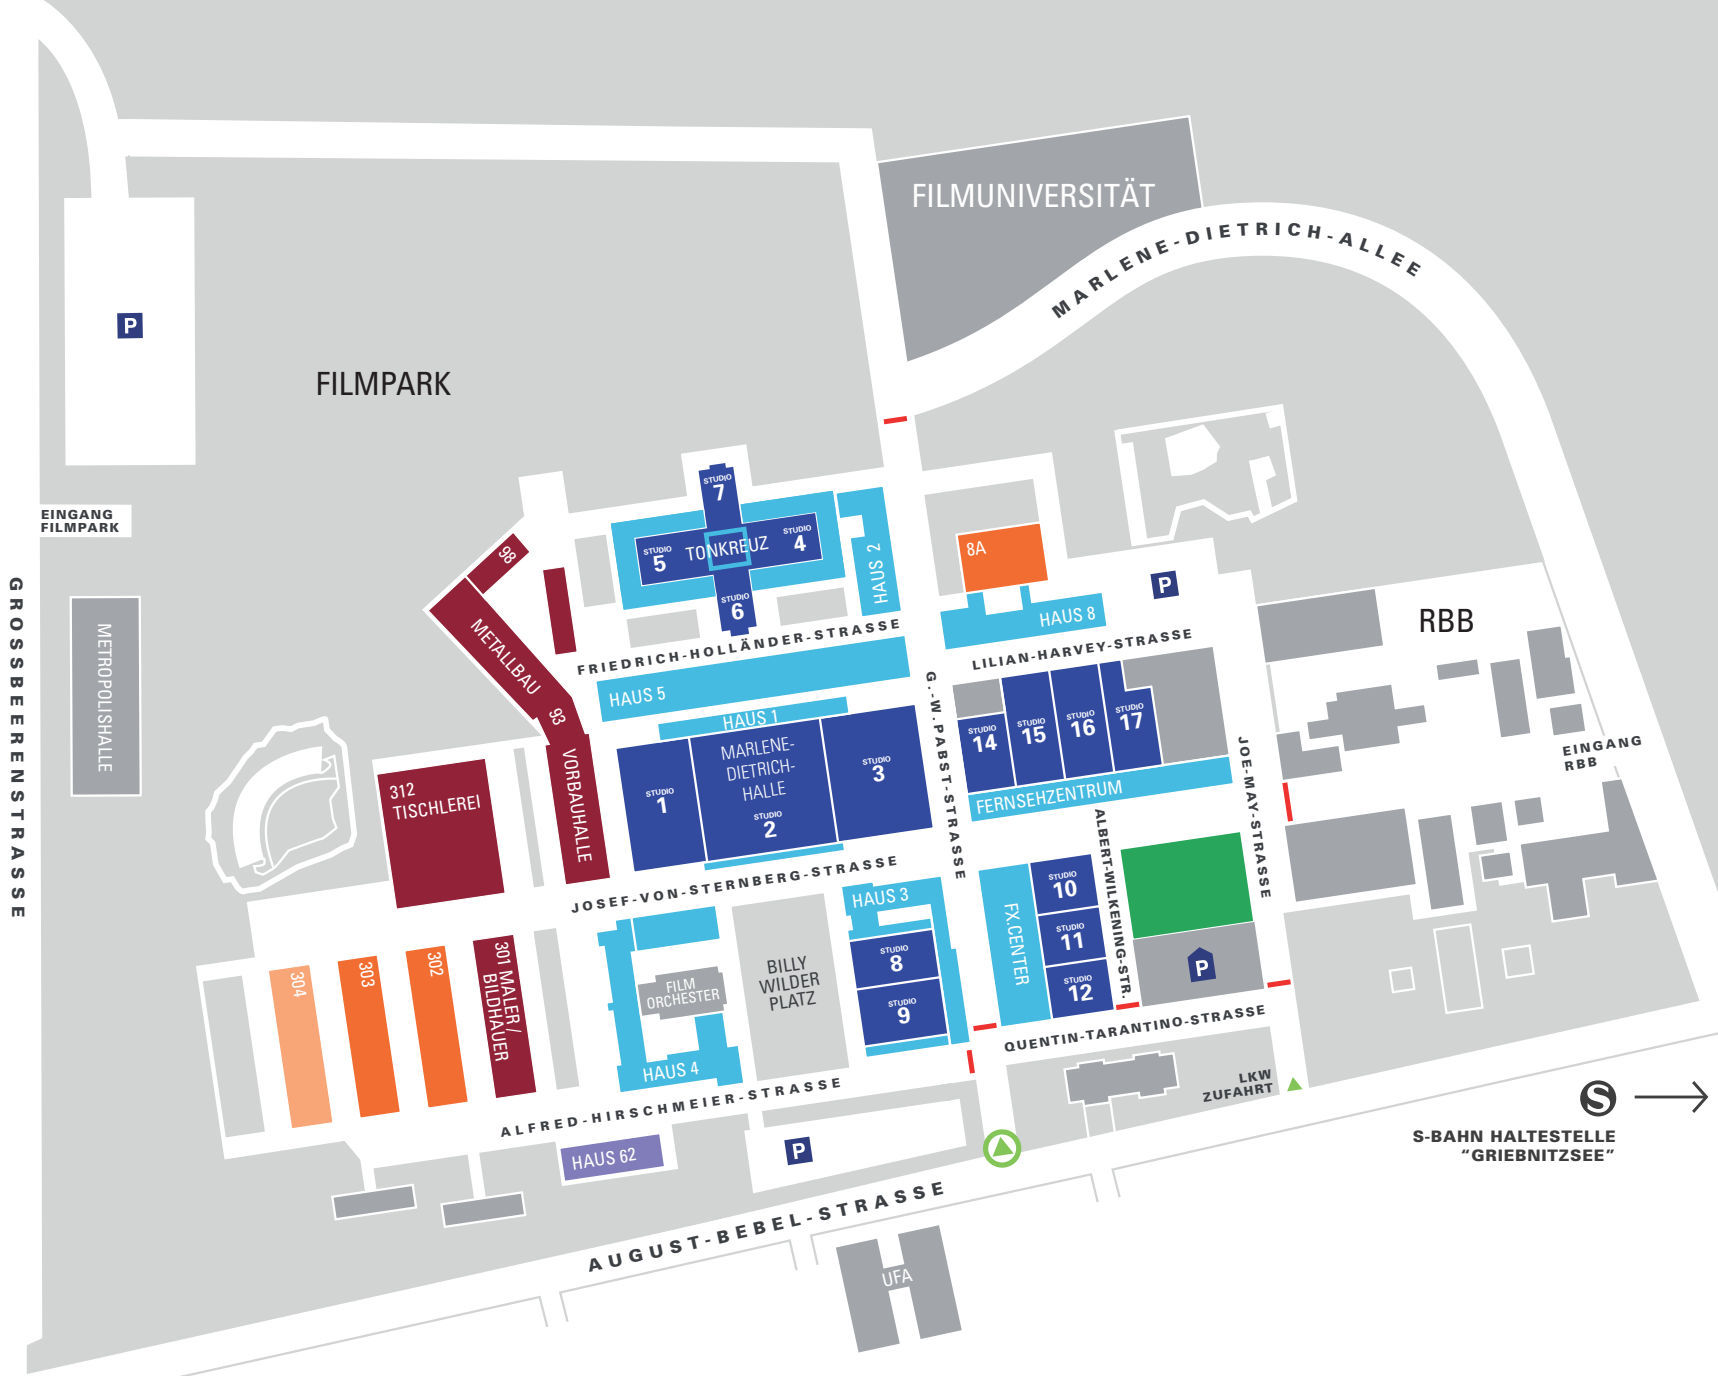 FILMUNIVERSITÄT
MARLENE-DIETRICH-ALLEE
P
FILMPARK
EINGANG
FILMPARK
GROSSBEERENSTRASSE
METROPOLISHALLE
98
METALLBAU
93
VORBAUHALLE
312
TISCHLEREI
STUDIO
7
STUDIO
5
TONKREUZ
STUDIO
4
STUDIO
6
HAUS 2
FRIEDRICH-HOLLÄNDER-STRASSE
HAUS 5
HAUS 1
STUDIO
1
MARLENE-
DIETRICH-
HALLE
STUDIO
2
STUDIO
3
JOSEF-VON-STERNBERG-STRASSE
G.-W.PABST-STRASSE
8A
HAUS 8
P
LILIAN-HARVEY-STRASSE
STUDIO
14
STUDIO
15
STUDIO
16
STUDIO
17
FERNSEHZENTRUM
JOE-MAY-STRASSE
ALBERT-WILKENING-STR.
RBB
EINGANG
RBB
304
303
302
301 MALER/
BILDHAUER
FILM
ORCHESTER
HAUS 4
BILLY
WILDER
PLATZ
HAUS 3
STUDIO
8
STUDIO
9
FX.CENTER
STUDIO
10
STUDIO
11
STUDIO
12
P
QUENTIN-TARANTINO-STRASSE
ALFRED-HIRSCHMEIER-STRASSE
HAUS 62
P
LKW
ZUFAHRT
S
S-BAHN HALTESTELLE
“GRIEBNITZSEE”
AUGUST-BEBEL-STRASSE
UFA